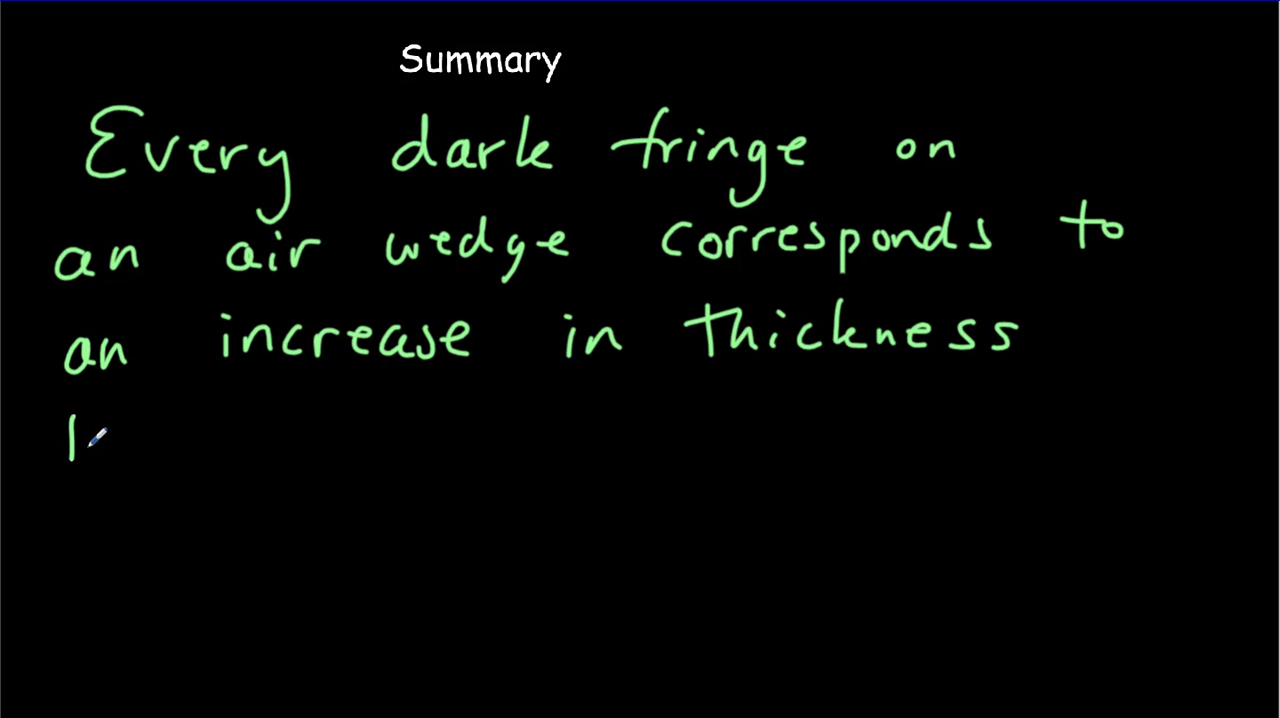 Summary
Every dark fringe on
an air wedge corresponds to
an increase in thickness